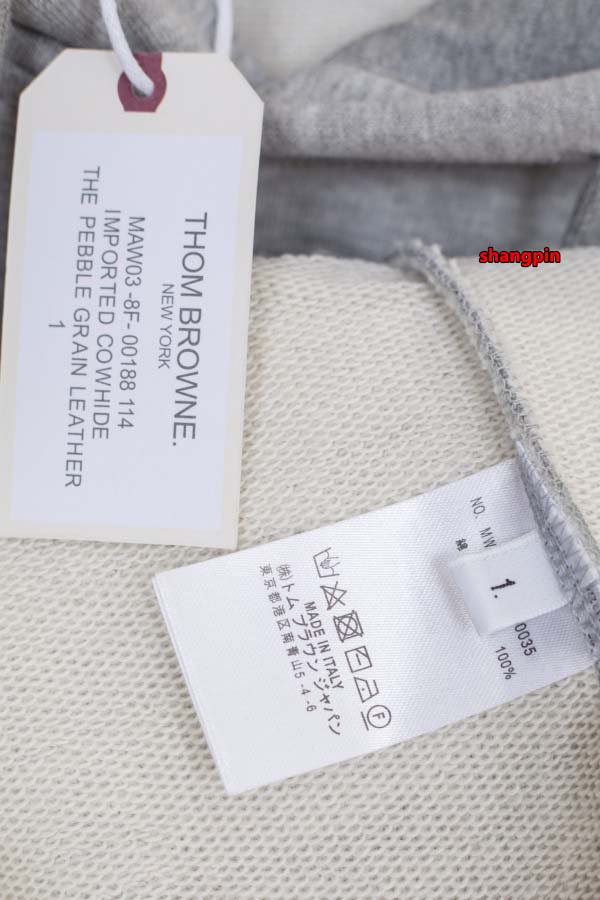 THOM BROWNE.
NEW YORK
MAW03 -8F- 00188 114
IMPORTED COWHIDE
THE PEBBLE GRAIN LEATHER
1
shangpin
NO. MW
0035
綿
100%
1.
F
MADE IN ITALY
㈱トム ブラウン ジャパン
東京都港区南青山5-4-6